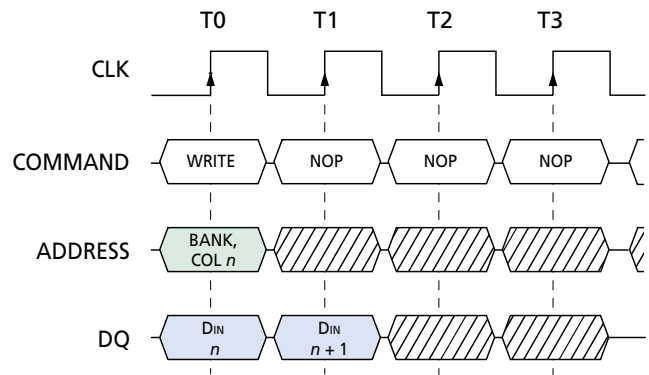 T0 T1 T2 T3
CLK
COMMAND WRITE NOP NOP NOP
ADDRESS BANK,
COL n
DQ DIN DIN
n n + 1